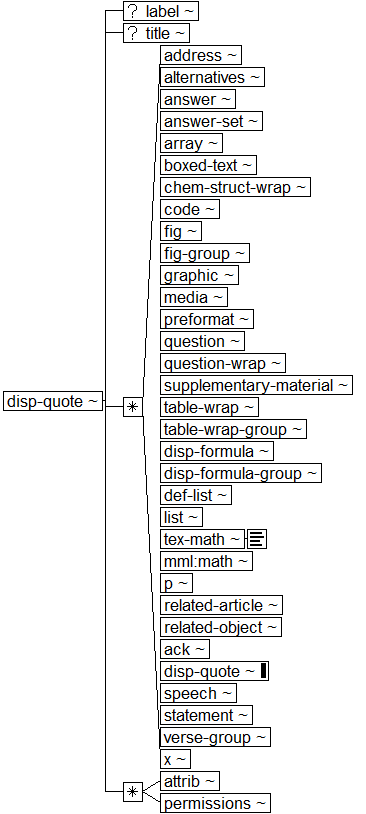 ? label ~
? title ~
address ~
alternatives ~
answer ~
answer-set ~
array ~
boxed-text ~
chem-struct-wrap ~
code ~
fig ~
fig-group ~
graphic ~
media ~
preformat ~
question ~
question-wrap ~
supplementary-material ~
disp-quote ~
table-wrap ~
table-wrap-group ~
disp-formula ~
disp-formula-group ~
def-list ~
list ~
tex-math ~
mml:math ~
p ~
related-article ~
related-object ~
ack ~
disp-quote ~
speech ~
statement ~
verse-group ~
x ~
attrib ~
permissions ~